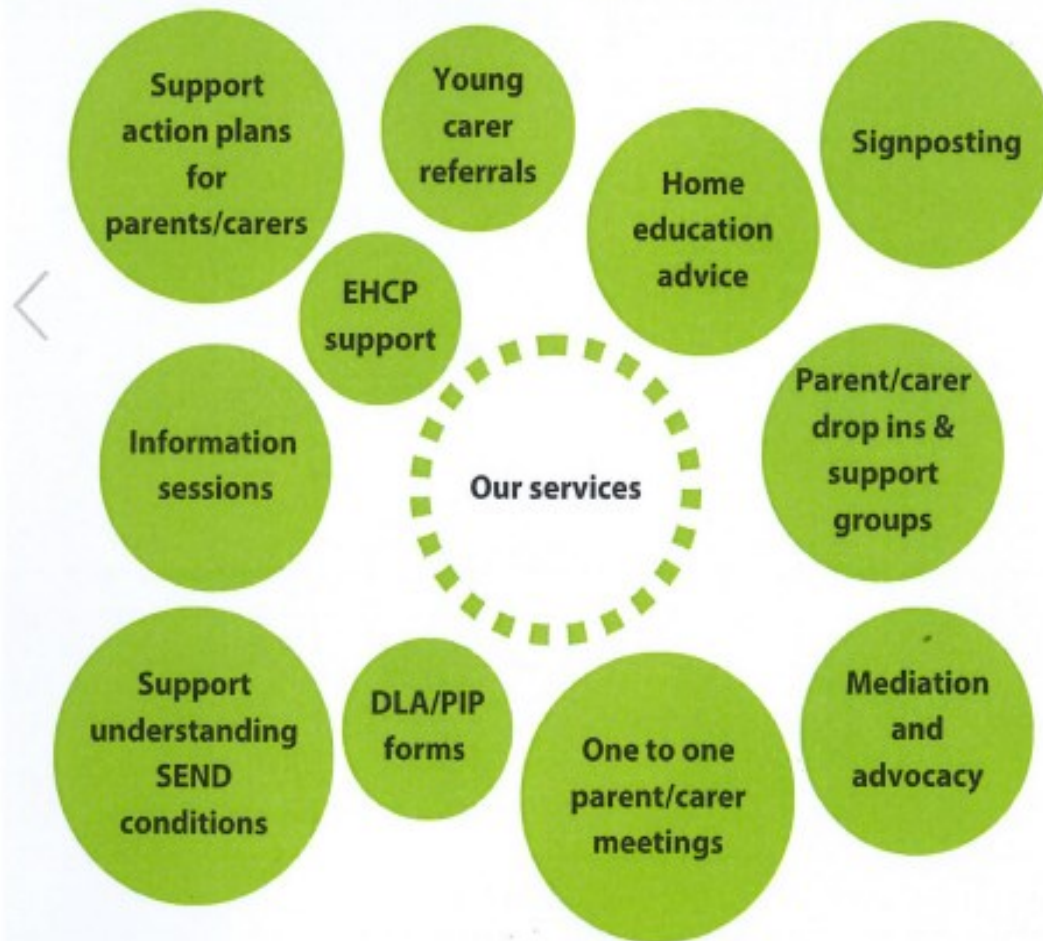 Support
action plans
for
parents/carers
Young
carer
referrals
Home
education
advice
Signposting
EHCP
support
Information
sessions
Our services
Parent/carer
drop ins &
support
groups
Support
understanding
SEND
conditions
DLA/PIP
forms
One to one
parent/carer
meetings
Mediation
and
advocacy